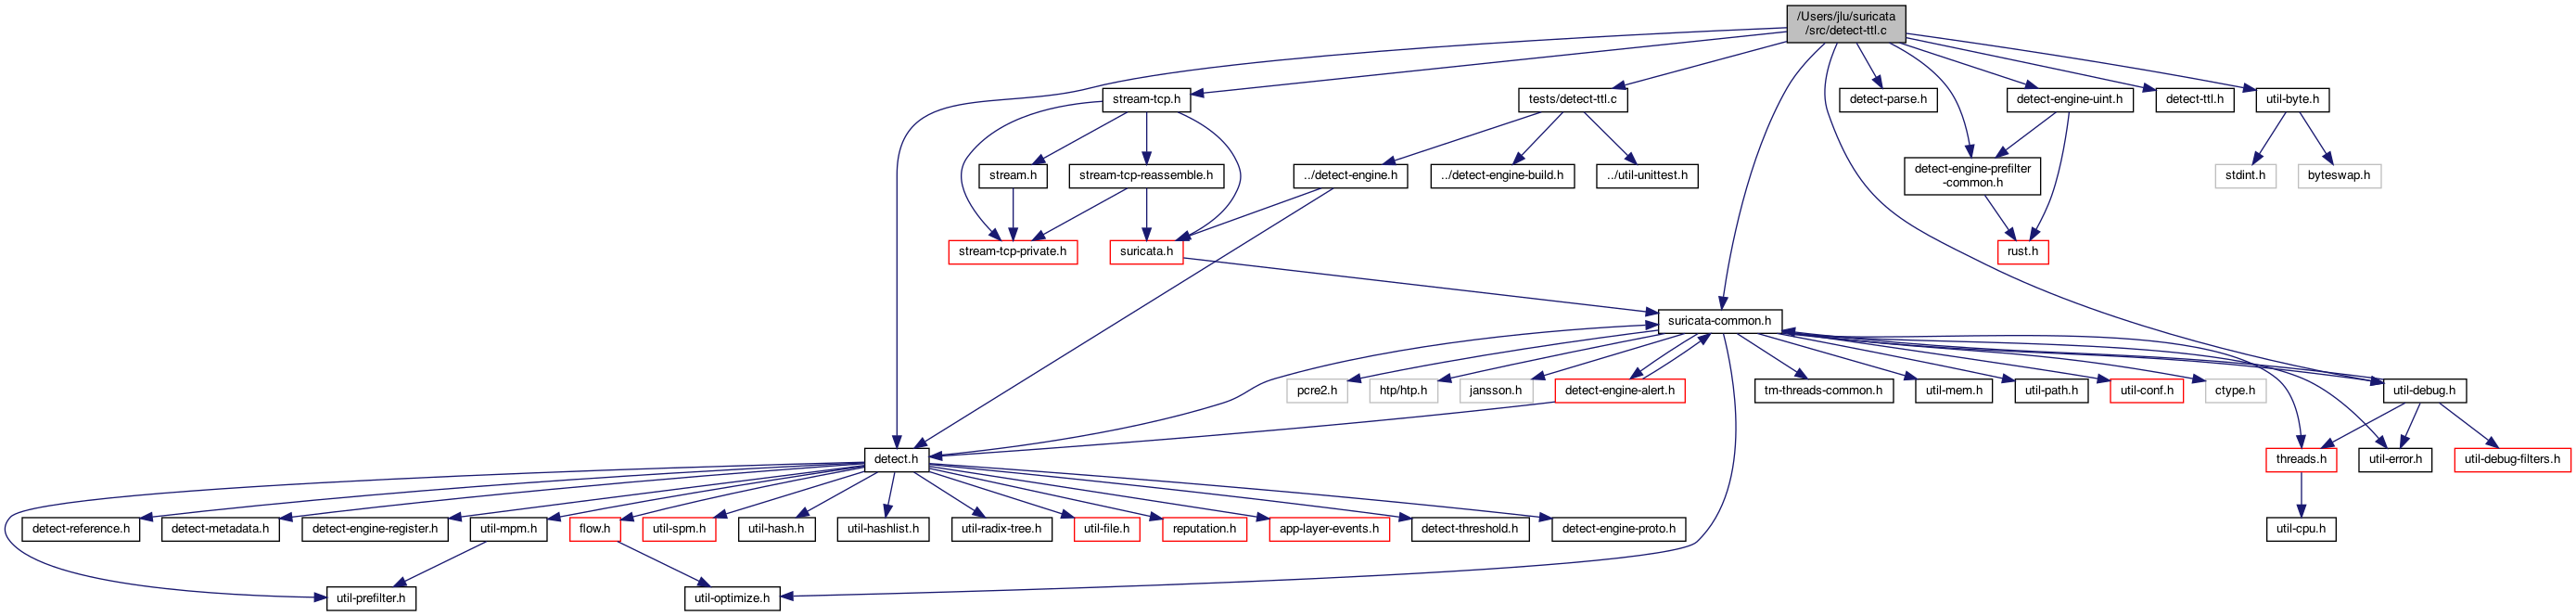 /Users/jlu/suricata
/src/detect-ttl.c
stream-tcp.h
tests/detect-ttl.c
detect-parse.h
detect-engine-uint.h
detect-ttl.h
util-byte.h
stream.h
stream-tcp-reassemble.h
../detect-engine.h
../detect-engine-build.h
../util-unittest.h
detect-engine-prefilter
-common.h
stdint.h
byteswap.h
stream-tcp-private.h
suricata.h
rust.h
suricata-common.h
pcre2.h
htp/htp.h
jansson.h
detect-engine-alert.h
tm-threads-common.h
util-mem.h
util-path.h
util-conf.h
ctype.h
util-debug.h
detect.h
threads.h
util-error.h
util-debug-filters.h
detect-reference.h
detect-metadata.h
detect-engine-register.h
util-mpm.h
flow.h
util-spm.h
util-hash.h
util-hashlist.h
util-radix-tree.h
util-file.h
reputation.h
app-layer-events.h
detect-threshold.h
detect-engine-proto.h
util-cpu.h
util-prefilter.h
util-optimize.h